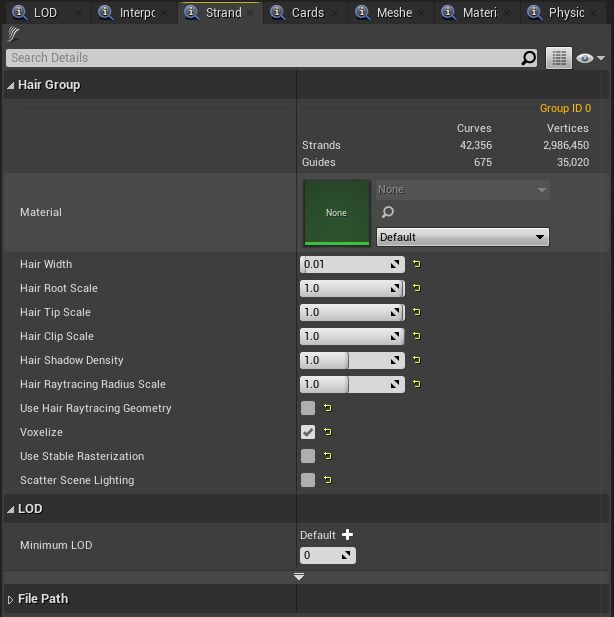 LOD Interpo Strand Cards Meshe Materi Physic
Search Details
Hair Group
Group ID 0
Curves Vertices
Strands 42,356 2,986,450
Guides 675 35,020
Material None None
Default
Hair Width 0.01
Hair Root Scale 1.0
Hair Tip Scale 1.0
Hair Clip Scale 1.0
Hair Shadow Density 1.0
Hair Raytracing Radius Scale 1.0
Use Hair Raytracing Geometry
Voxelize
Use Stable Rasterization
Scatter Scene Lighting
LOD
Default
Minimum LOD
0
File Path